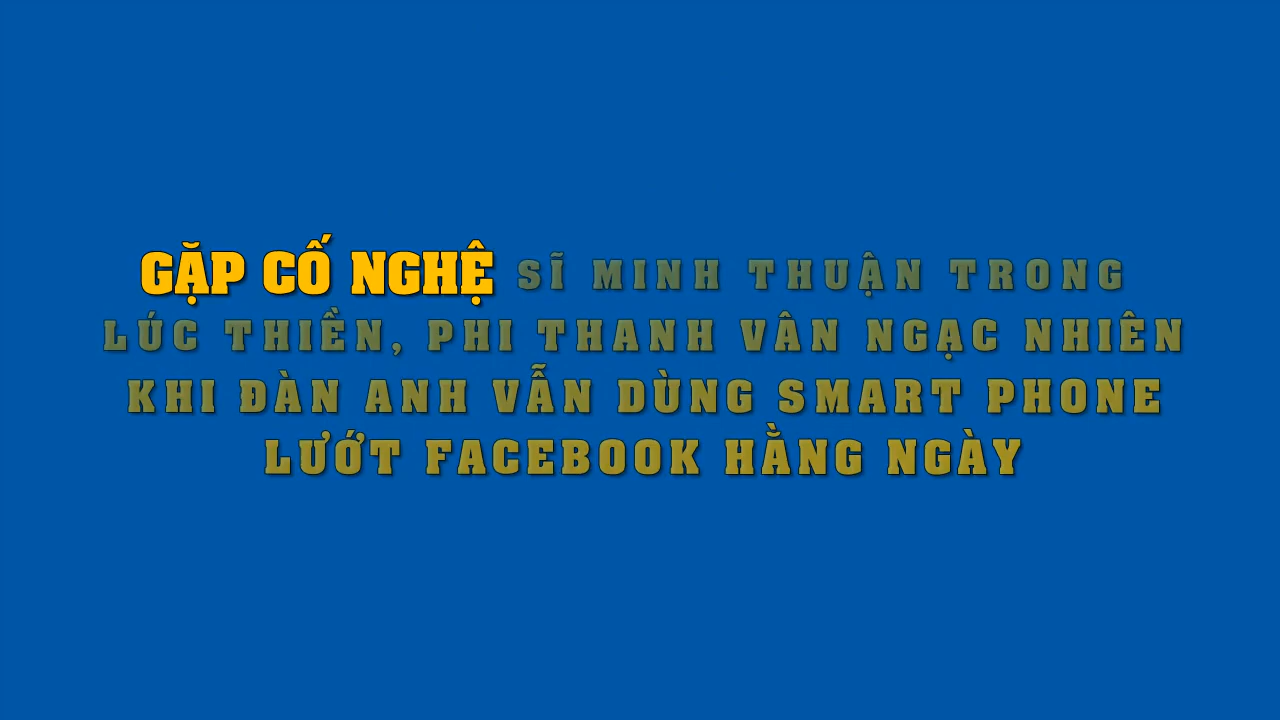 GẶP CỐ NGHỆ SĨ MINH THUẬN TRONG
LÚC THIỀN, PHI THANH VÂN NGẠC NHIÊN
KHI ĐÀN ANH VẪN DÙNG SMART PHONE
LƯỚT FACEBOOK HẰNG NGÀY